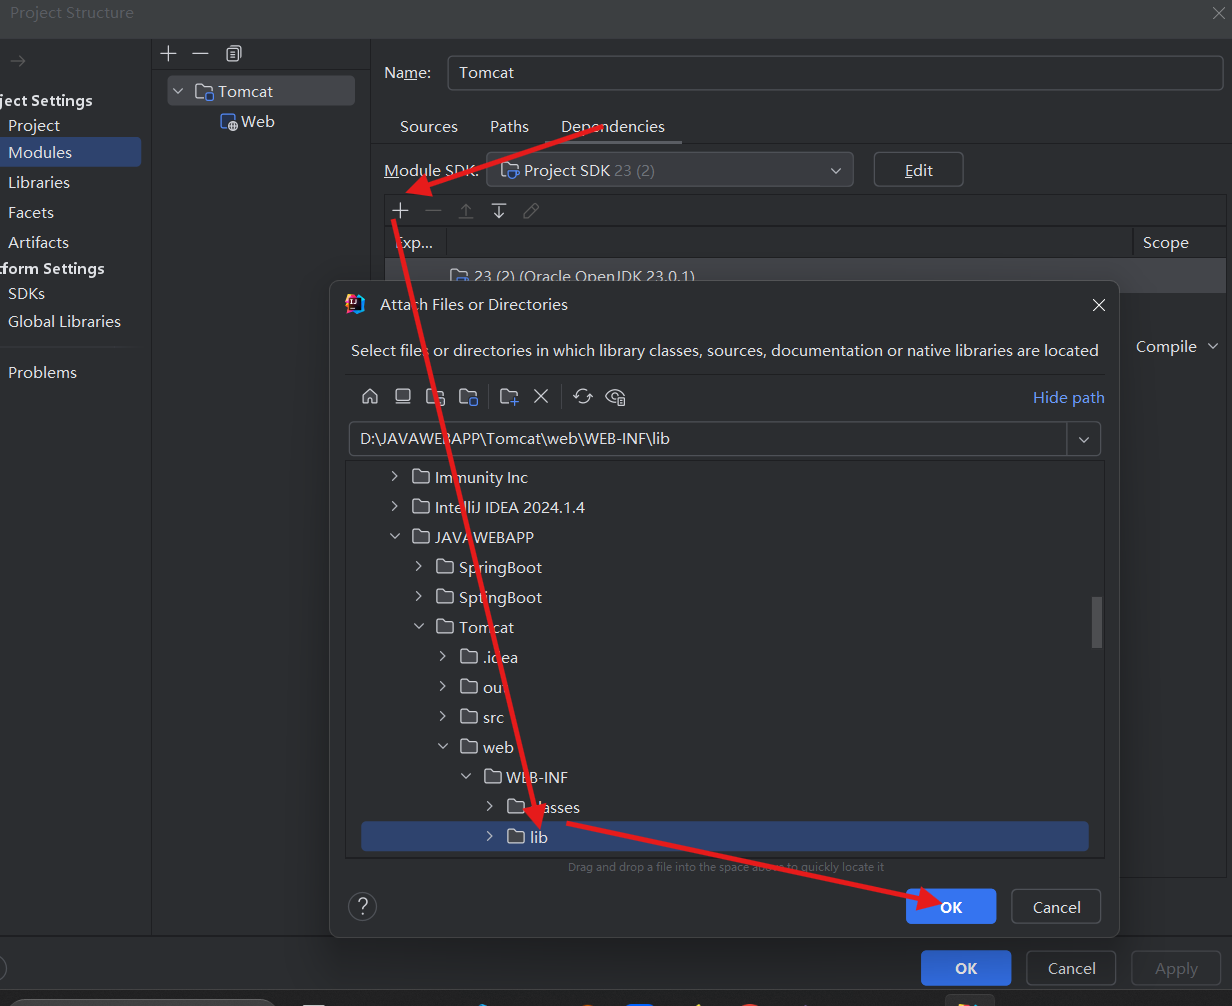 Project Structure
ject Settings
Project
Modules
Libraries
Facets
Artifacts
tform Settings
SDKs
Global Libraries
Problems
Tomcat
Web
Name: Tomcat
Sources Paths Dependencies
Module SDK: Project SDK 23 (2) Edit
Exp... Scope
23 (2) (Oracle OpenJDK 23.0.1)
Compile
Attach Files or Directories
Select files or directories in which library classes, sources, documentation or native libraries are located
Hide path
D:\JAVAWEBAPP\Tomcat\web\WEB-INF\lib
Immunity Inc
IntelliJ IDEA 2024.1.4
JAVAWEBAPP
SpringBoot
SptingBoot
Tomcat
.idea
out
src
web
WEB-INF
classes
lib
Drag and drop a file into the space above to quickly locate it
? OK Cancel
OK Cancel Apply